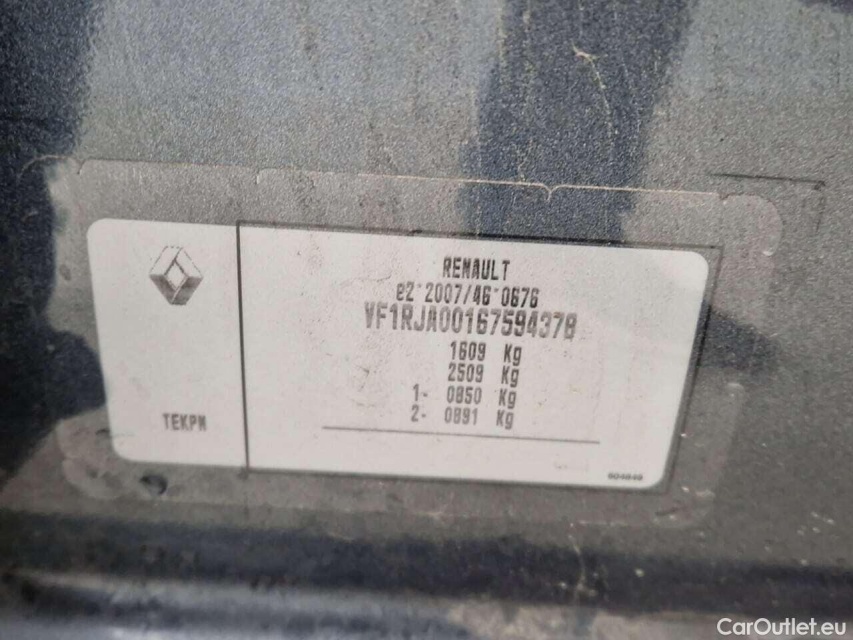 RENAULT
e2*2007/46*0676
VF1RJA00167594378
1609 Kg
2509 Kg
1- 0850 Kg
2- 0891 Kg
TEKPN
CarOutlet.eu